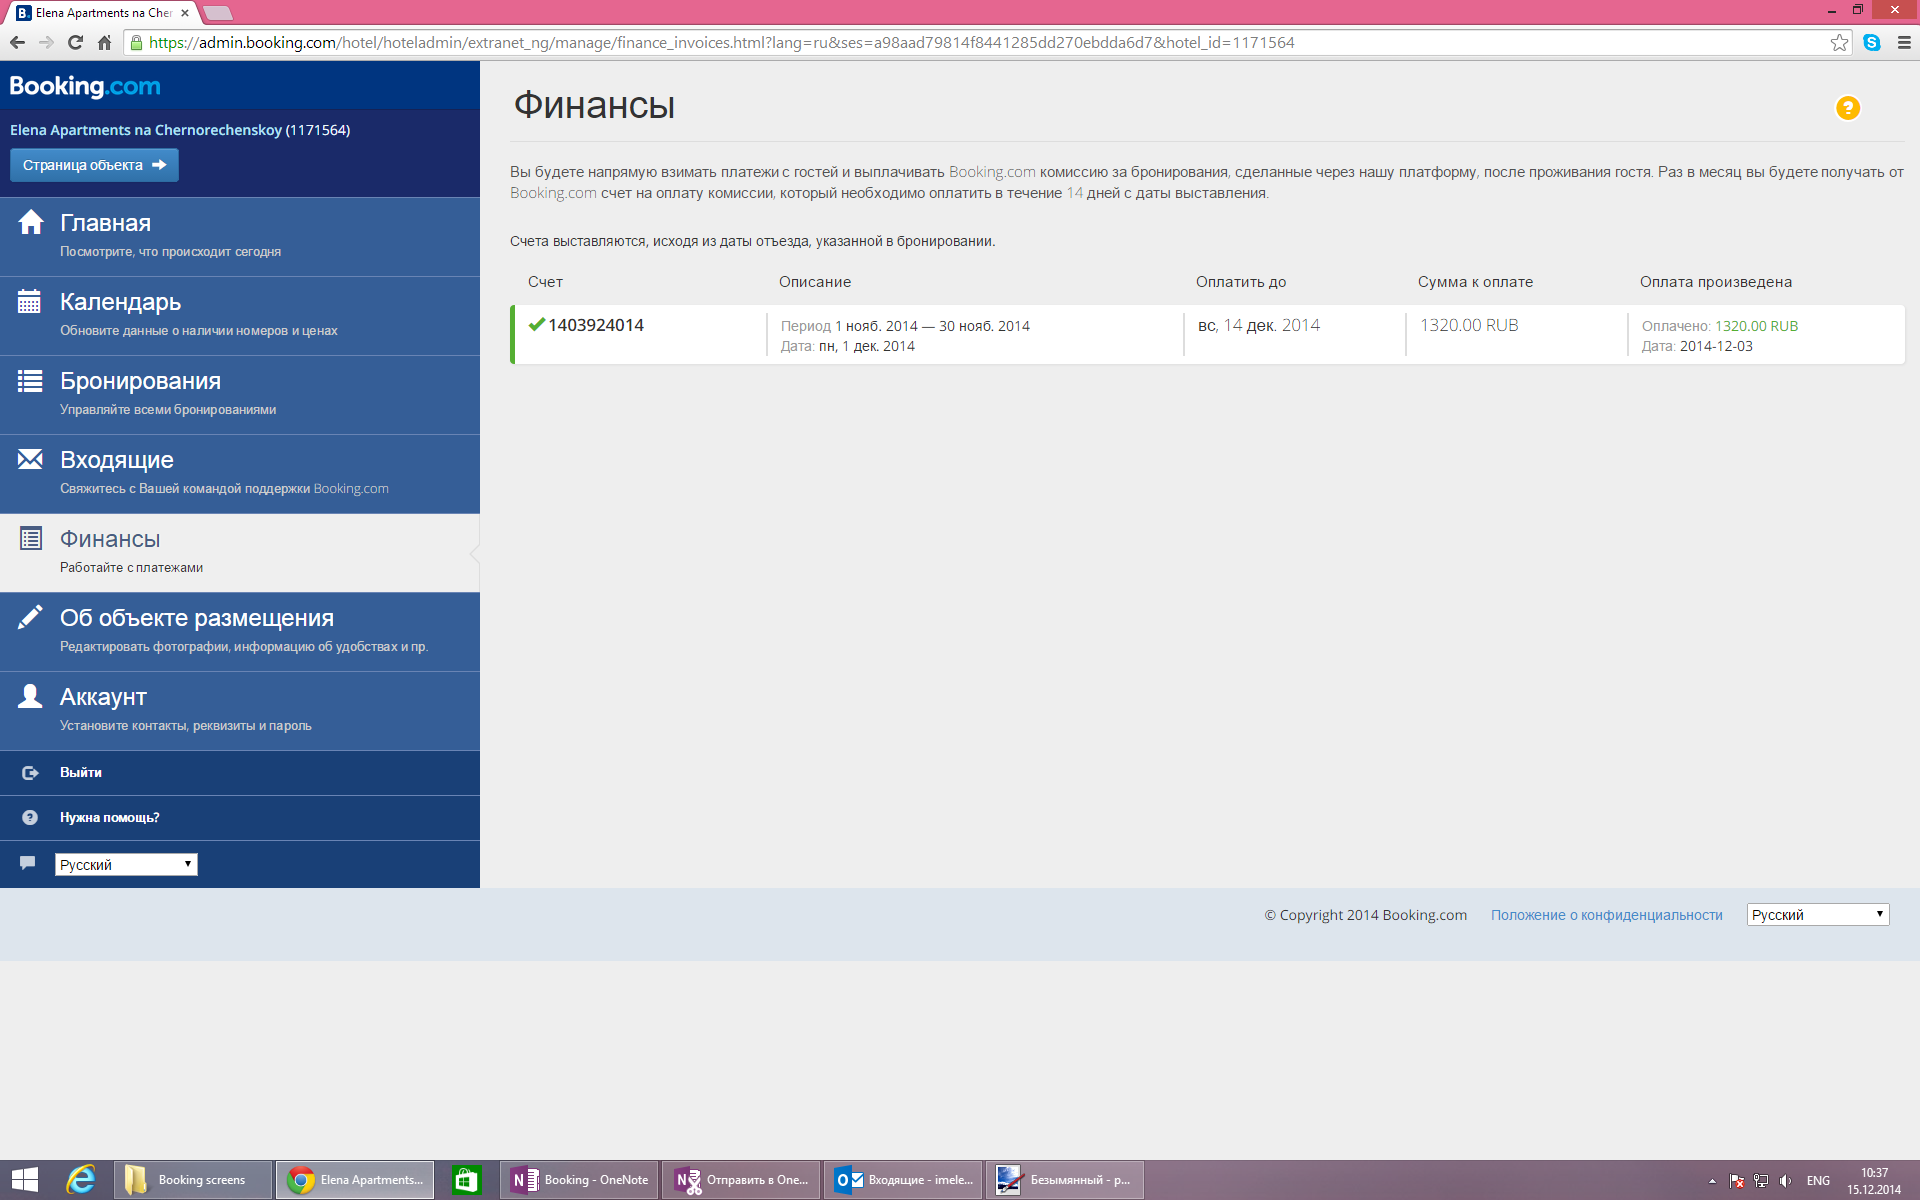 Elena Apartments na Cher
https://admin.booking.com/hotel/hoteladmin/extranet_ng/manage/finance_invoices.html?lang=ru&ses=a98aad79814f8441285dd270ebdda6d7&hotel_id=1171564
Booking.com
Elena Apartments na Chernorechenskoy (1171564)
Страница объекта
Главная
Посмотрите, что происходит сегодня
Календарь
Обновите данные о наличии номеров и ценах
Бронирования
Управляйте всеми бронированиями
Входящие
Свяжитесь с Вашей командой поддержки Booking.com
Финансы
Работайте с платежами
Об объекте размещения
Редактировать фотографии, информацию об удобствах и пр.
Аккаунт
Установите контакты, реквизиты и пароль
Выйти
Нужна помощь?
Русский
Финансы
Вы будете напрямую взимать платежи с гостей и выплачивать Booking.com комиссию за бронирования, сделанные через нашу платформу, после проживания гостя. Раз в месяц вы будете получать от
Booking.com счет на оплату комиссии, который необходимо оплатить в течение 14 дней с даты выставления.
Счета выставляются, исходя из даты отъезда, указанной в бронировании.
Счет Описание Оплатить до Сумма к оплате Оплата произведена
1403924014 Период 1 нояб. 2014 — 30 нояб. 2014 вс, 14 дек. 2014 1320.00 RUB Оплачено: 1320.00 RUB
Дата: пн, 1 дек. 2014 Дата: 2014-12-03
© Copyright 2014 Booking.com Положение о конфиденциальности Русский
Booking screens Elena Apartments... Booking - OneNote Отправить в One... Входящие - imele... Безымянный - p... ENG 10:37
15.12.2014